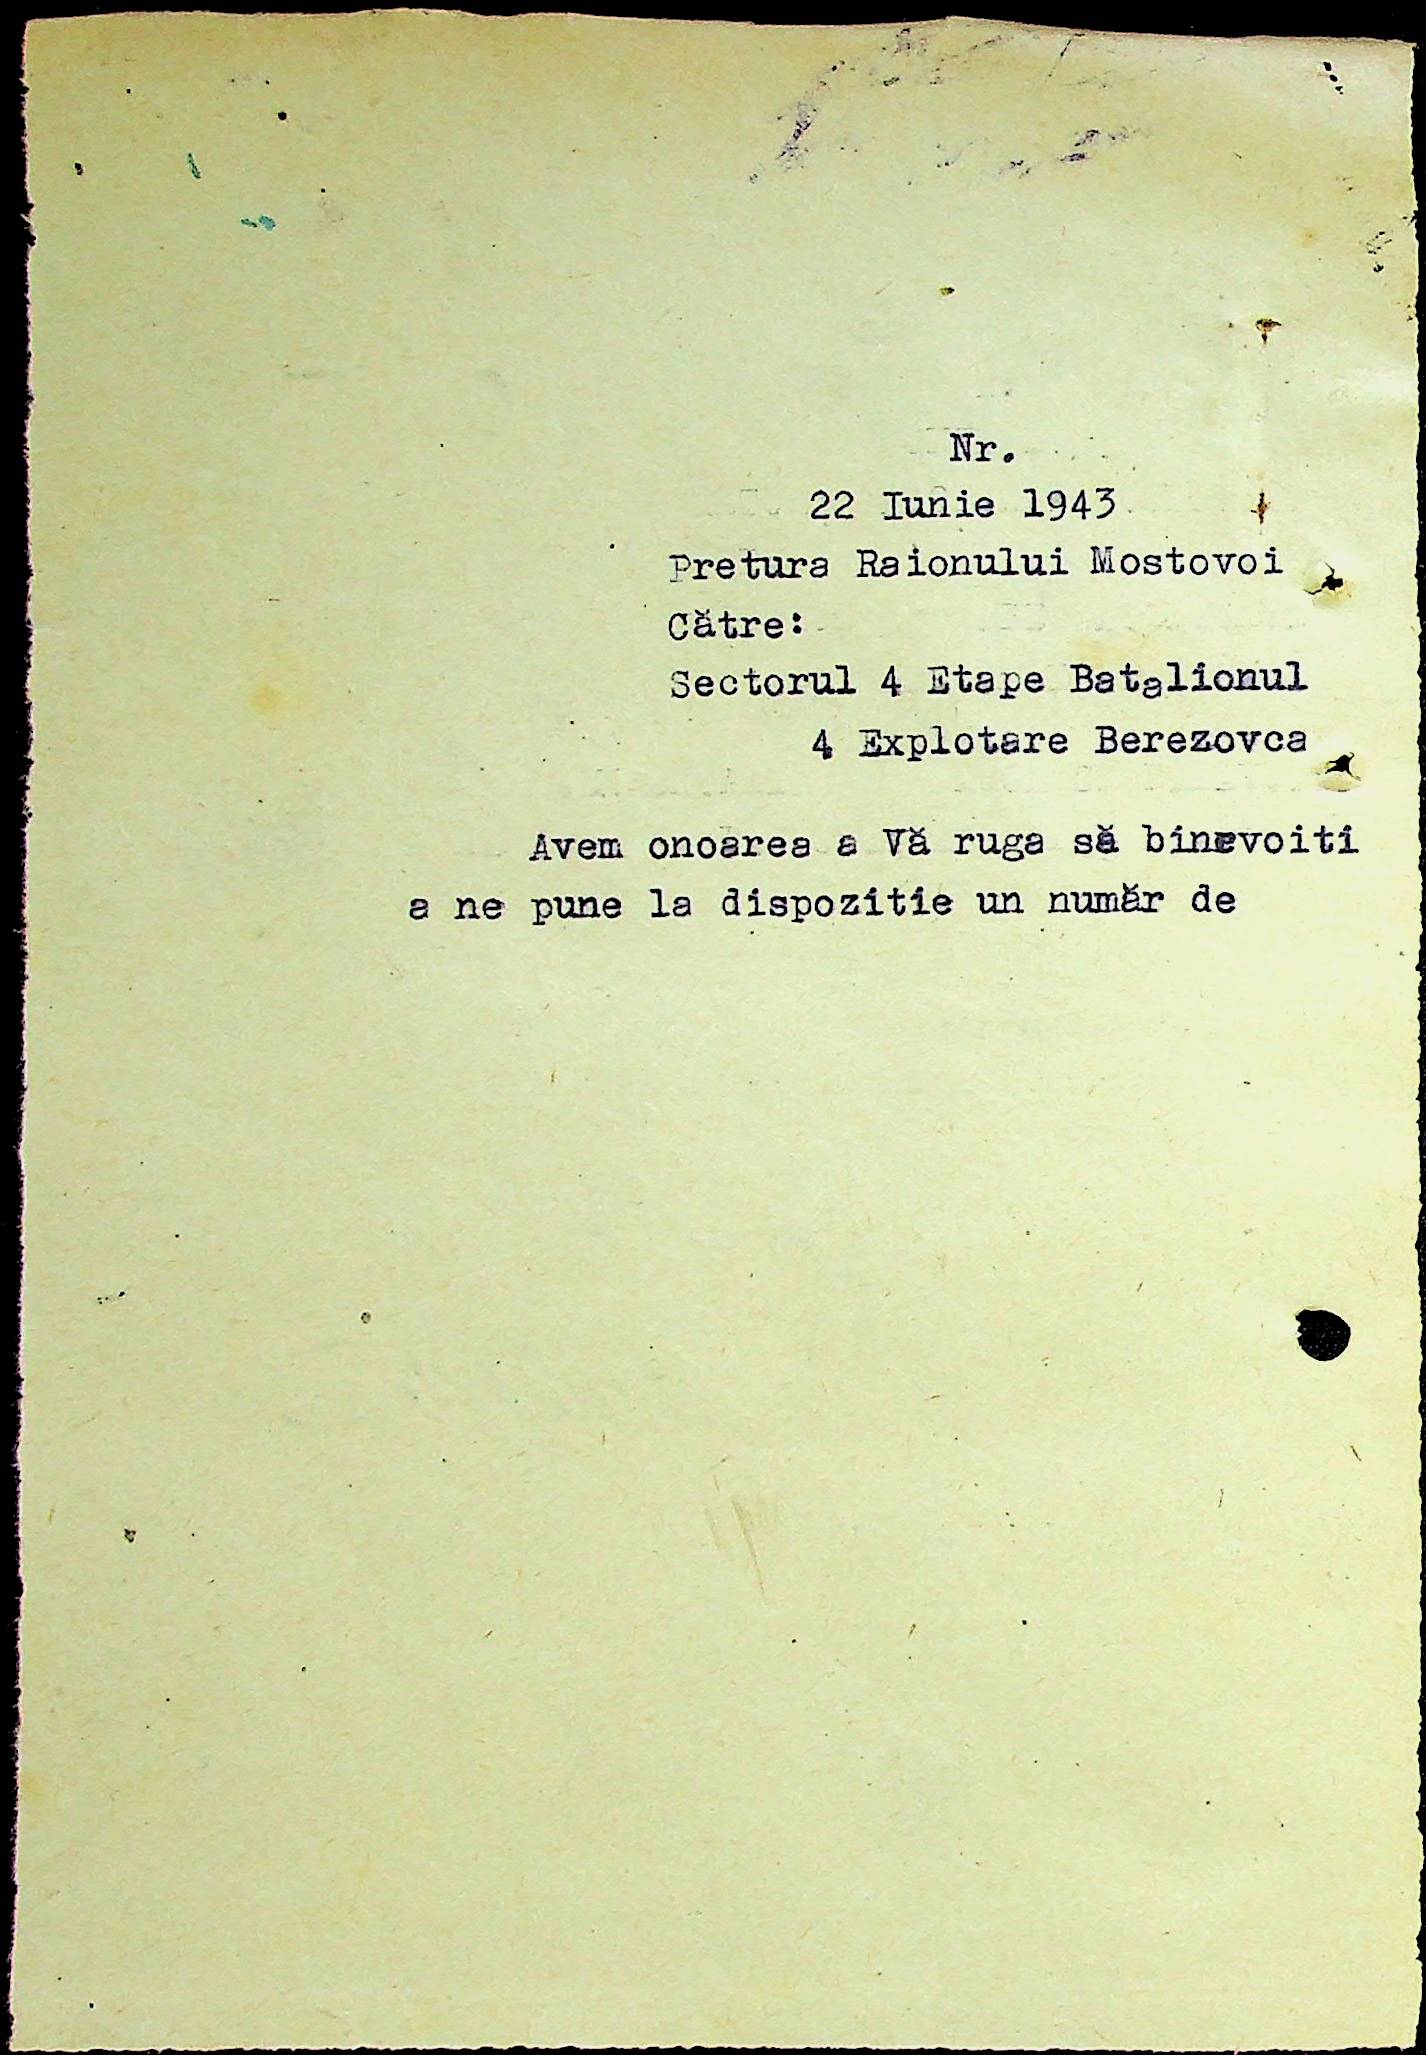 Nr.
22 Iunie 1943
Pretura Raionului Mostovoi
Către:
Sectorul 4 Etape Batalionul
4 Explotare Berezovca
Avem onoarea a Vă ruga să binevoiti
a ne pune la dispozitie un număr de